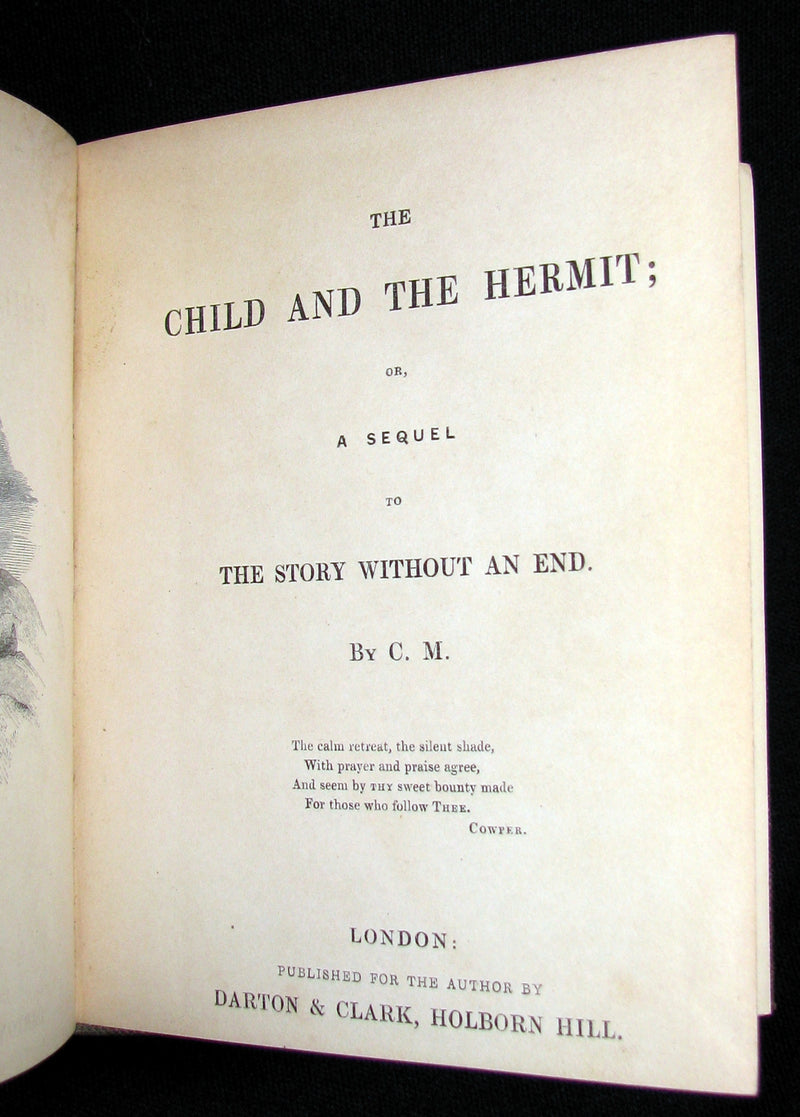 THE
CHILD AND THE HERMIT;
OR,
A SEQUEL
TO
THE STORY WITHOUT AN END.
BY C. M.
The calm retreat, the silent shade,
With prayer and praise agree,
And seem by THY sweet bounty made
For those who follow THEE.
COWPER.
LONDON:
PUBLISHED FOR THE AUTHOR BY
DARTON & CLARK, HOLBORN HILL.